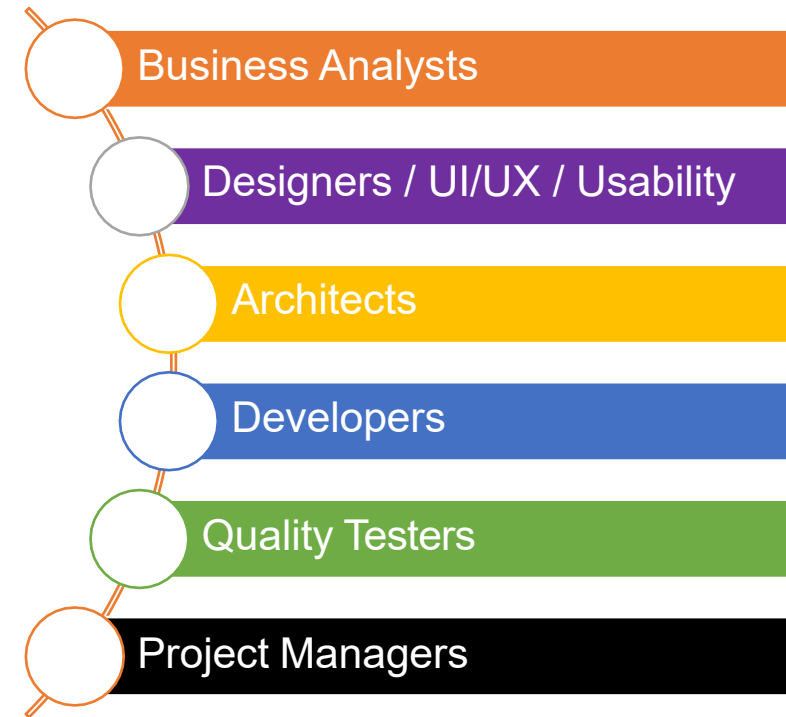 Business Analysts
Designers / UI/UX / Usability
Architects
Developers
Quality Testers
Project Managers